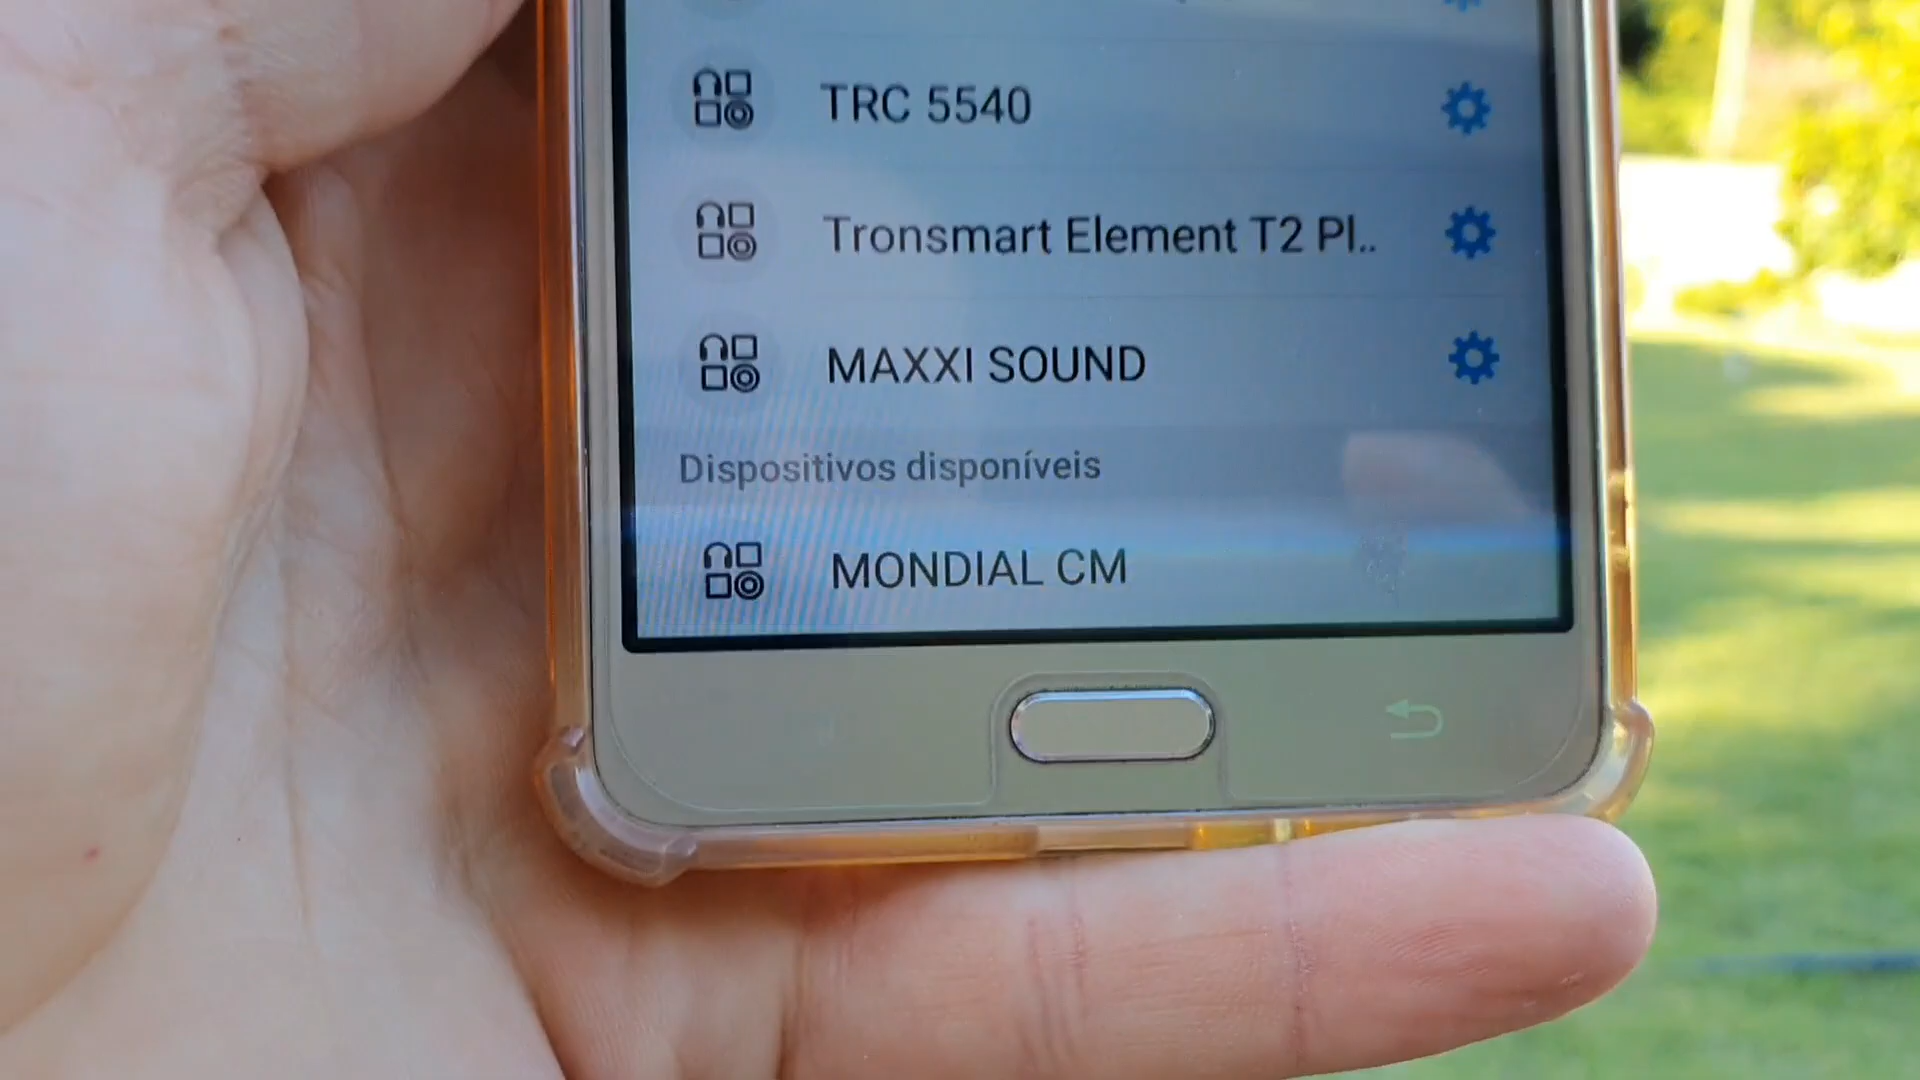 TRC 5540
Tronsmart Element T2 Pl..
MAXXI SOUND
Dispositivos disponíveis
MONDIAL CM